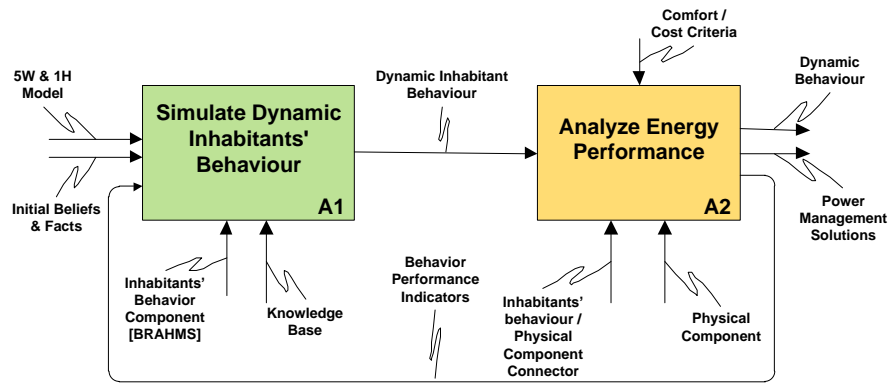 Comfort /
Cost Criteria
5W & 1H
Model
Simulate Dynamic
Inhabitants'
Behaviour
A1
Dynamic Inhabitant
Behaviour
Analyze Energy
Performance
A2
Dynamic
Behaviour
Initial Beliefs
& Facts
Power
Management
Solutions
Inhabitants'
Behavior
Component
[BRAHMS]
Knowledge
Base
Behavior
Performance
Indicators
Inhabitants'
behaviour /
Physical
Component
Connector
Physical
Component